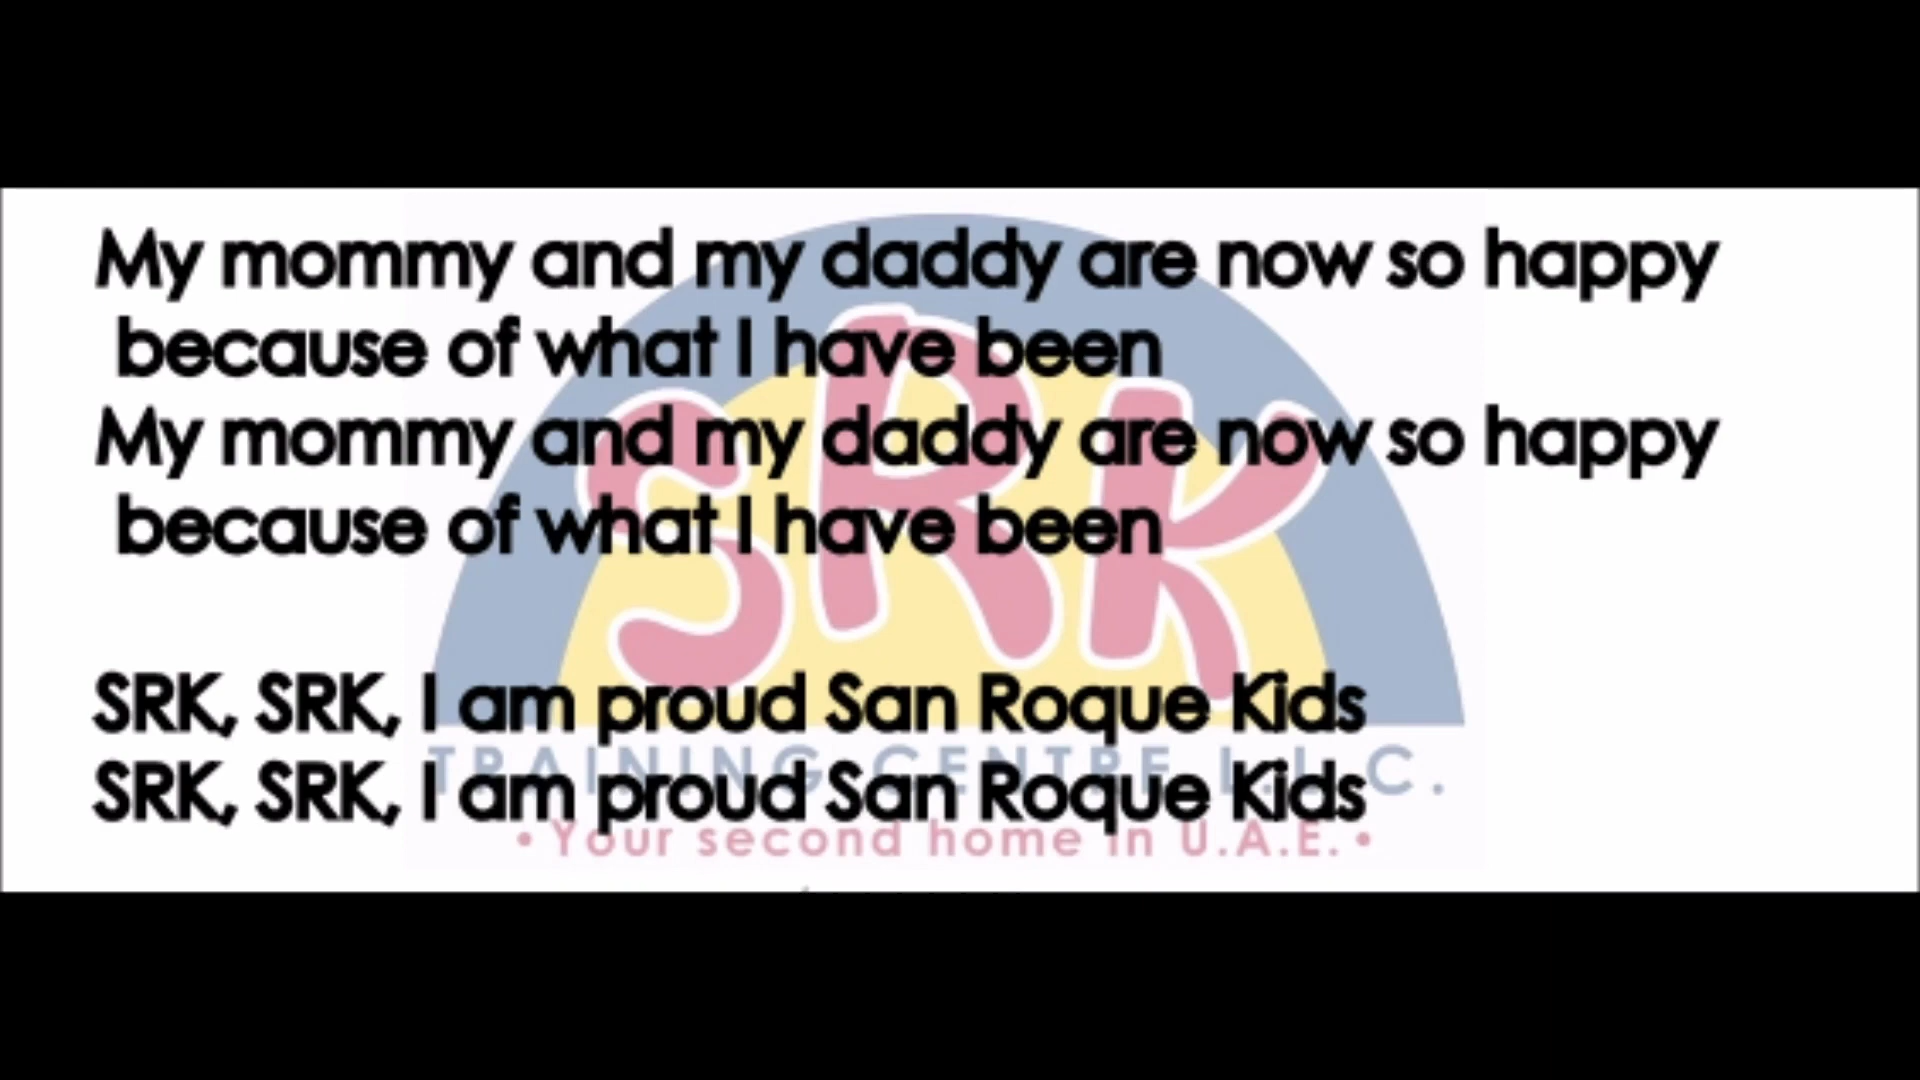 My mommy and my daddy are now so happy
because of what I have been
My mommy and my daddy are now so happy
because of what I have been
SRK, SRK, I am proud San Roque Kids
SRK, SRK, I am proud San Roque Kids
SRK
TRAINING CENTRE L.L.C.
• Your second home in U.A.E. •